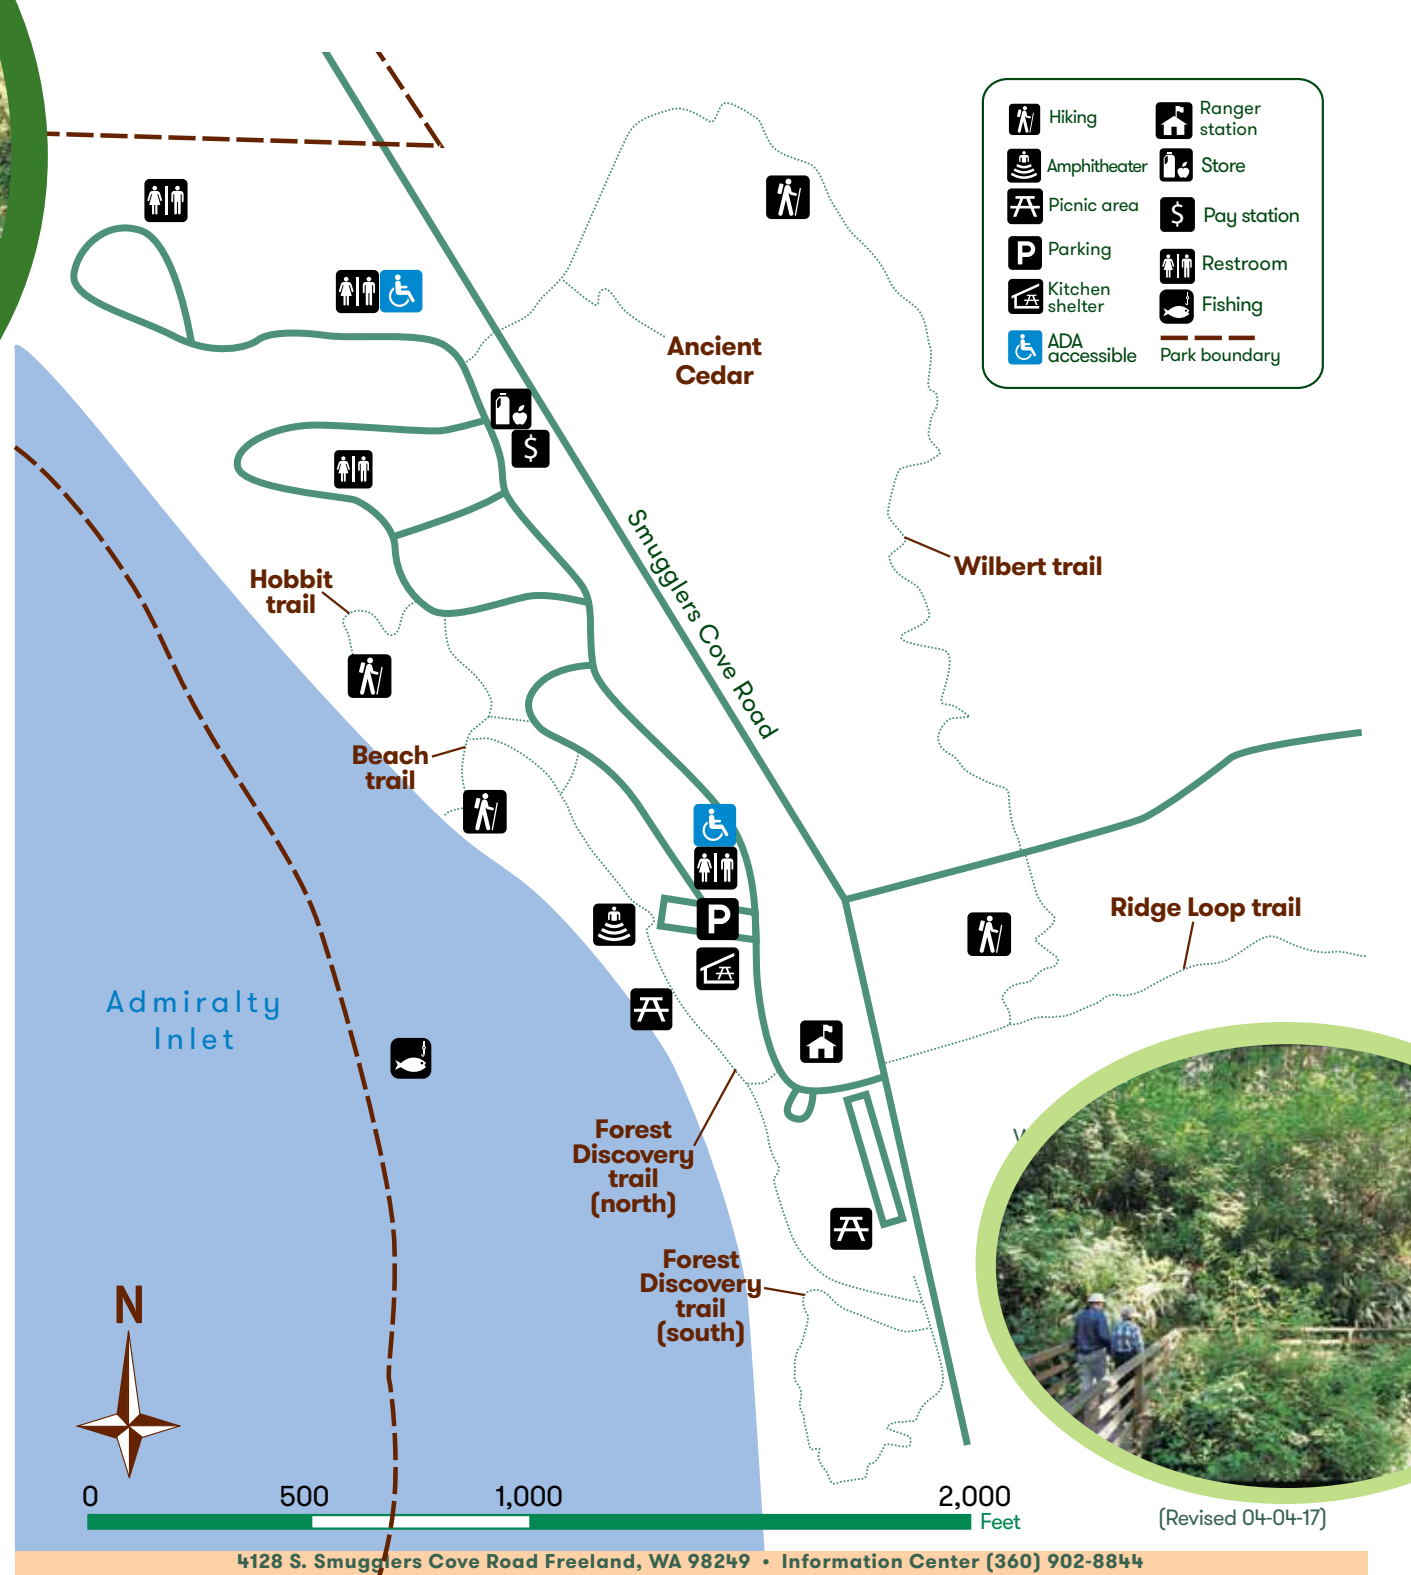 Hiking
Ranger
station
Amphitheater
Store
Picnic area
$
Pay station
P
Parking
Restroom
Kitchen
shelter
Fishing
ADA
accessible
Park boundary
Ancient
Cedar
$
Smugglers Cove Road
Wilbert trail
Hobbit
trail
Beach
trail
P
Ridge Loop trail
Admiralty
Inlet
Forest
Discovery
trail
(north)
Forest
Discovery
trail
(south)
N
0 500 1,000 2,000
Feet
(Revised 04-04-17)
4128 S. Smugglers Cove Road Freeland, WA 98249 • Information Center (360) 902-8844